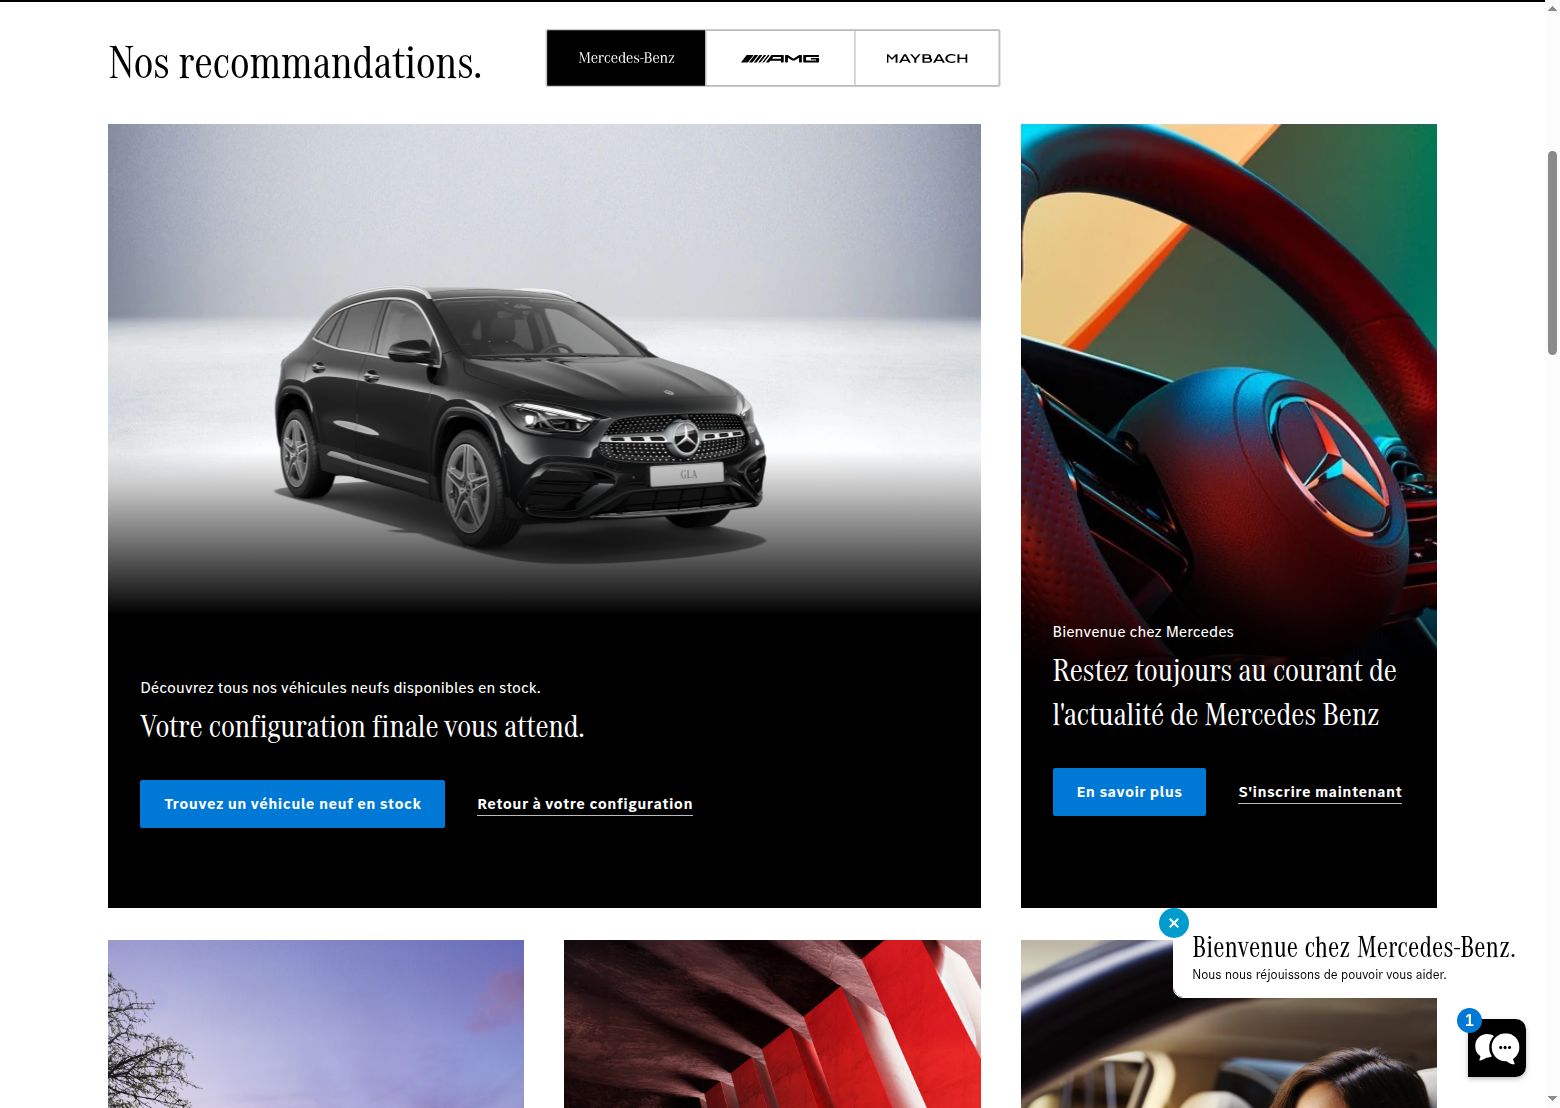 Nos recommandations.
Mercedes-Benz
AMG
MAYBACH
GLA
Découvrez tous nos véhicules neufs disponibles en stock.
Votre configuration finale vous attend.
Trouvez un véhicule neuf en stock
Retour à votre configuration
Bienvenue chez Mercedes
Restez toujours au courant de
l'actualité de Mercedes Benz
En savoir plus
S'inscrire maintenant
Bienvenue chez Mercedes-Benz.
Nous nous réjouissons de pouvoir vous aider.
1